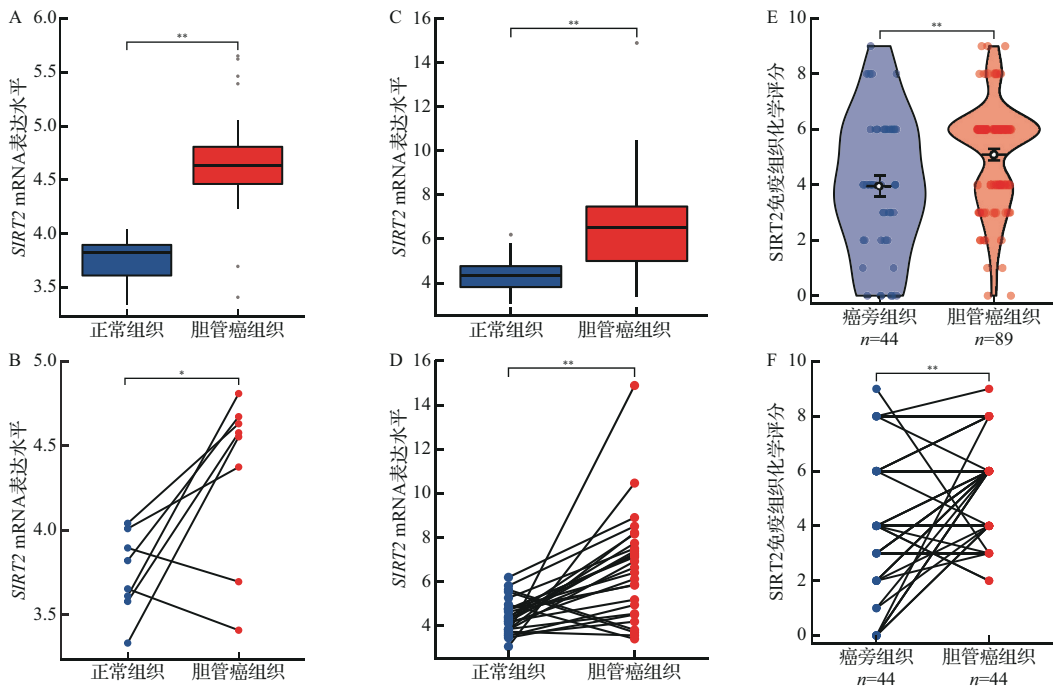 A
SIRT2 mRNA表达水平
6.0
5.5
5.0
4.5
4.0
3.5
**
正常组织
胆管癌组织
C
SIRT2 mRNA表达水平
16
14
12
10
8
6
4
**
正常组织
胆管癌组织
E
SIRT2免疫组织化学评分
10
8
6
4
2
0
**
癌旁组织
n=44
胆管癌组织
n=89
B
SIRT2 mRNA表达水平
5.0
4.5
4.0
3.5
*
正常组织
胆管癌组织
D
SIRT2 mRNA表达水平
16
14
12
10
8
6
4
**
正常组织
胆管癌组织
F
SIRT2免疫组织化学评分
10
8
6
4
2
0
**
癌旁组织
n=44
胆管癌组织
n=44